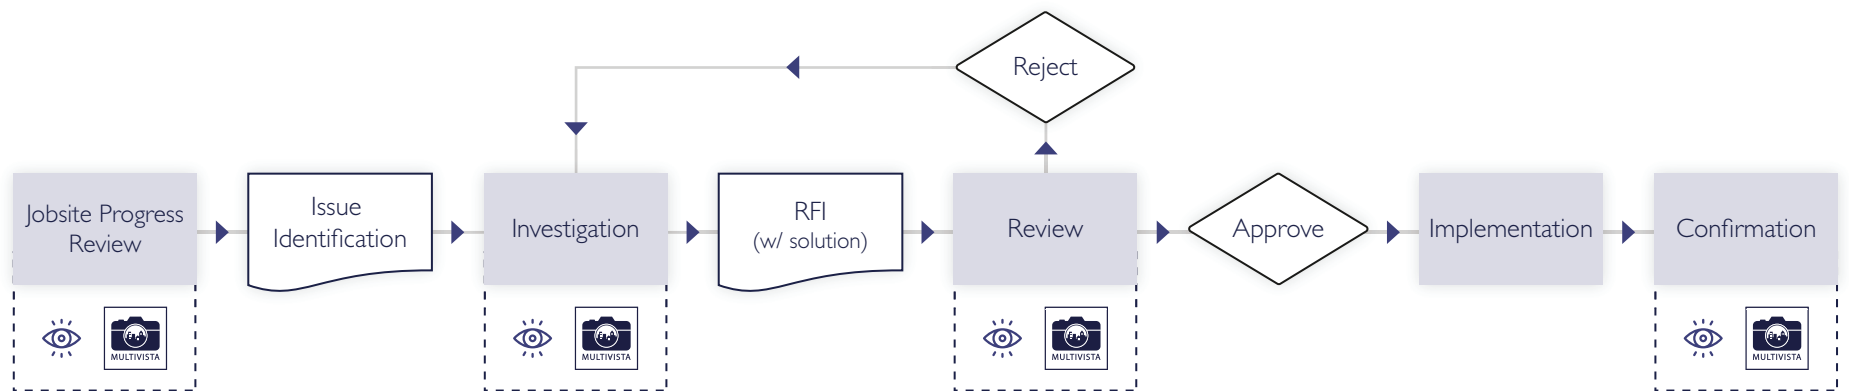 Reject
Jobsite Progress
Review
Issue
Identification
Investigation
RFI
(w/ solution)
Review
Approve
Implementation
Confirmation
MULTIVISTA
MULTIVISTA
MULTIVISTA
MULTIVISTA